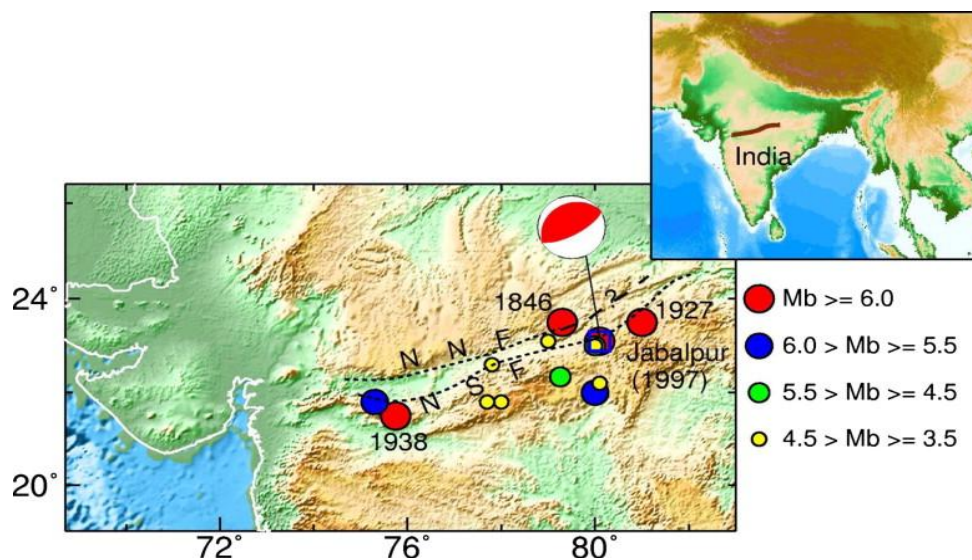 India
24°
20°
72°
76°
80°
1846
1927
N N F
?
N S F
Jabalpur
(1997)
1938
Mb >= 6.0
6.0 > Mb >= 5.5
5.5 > Mb >= 4.5
4.5 > Mb >= 3.5